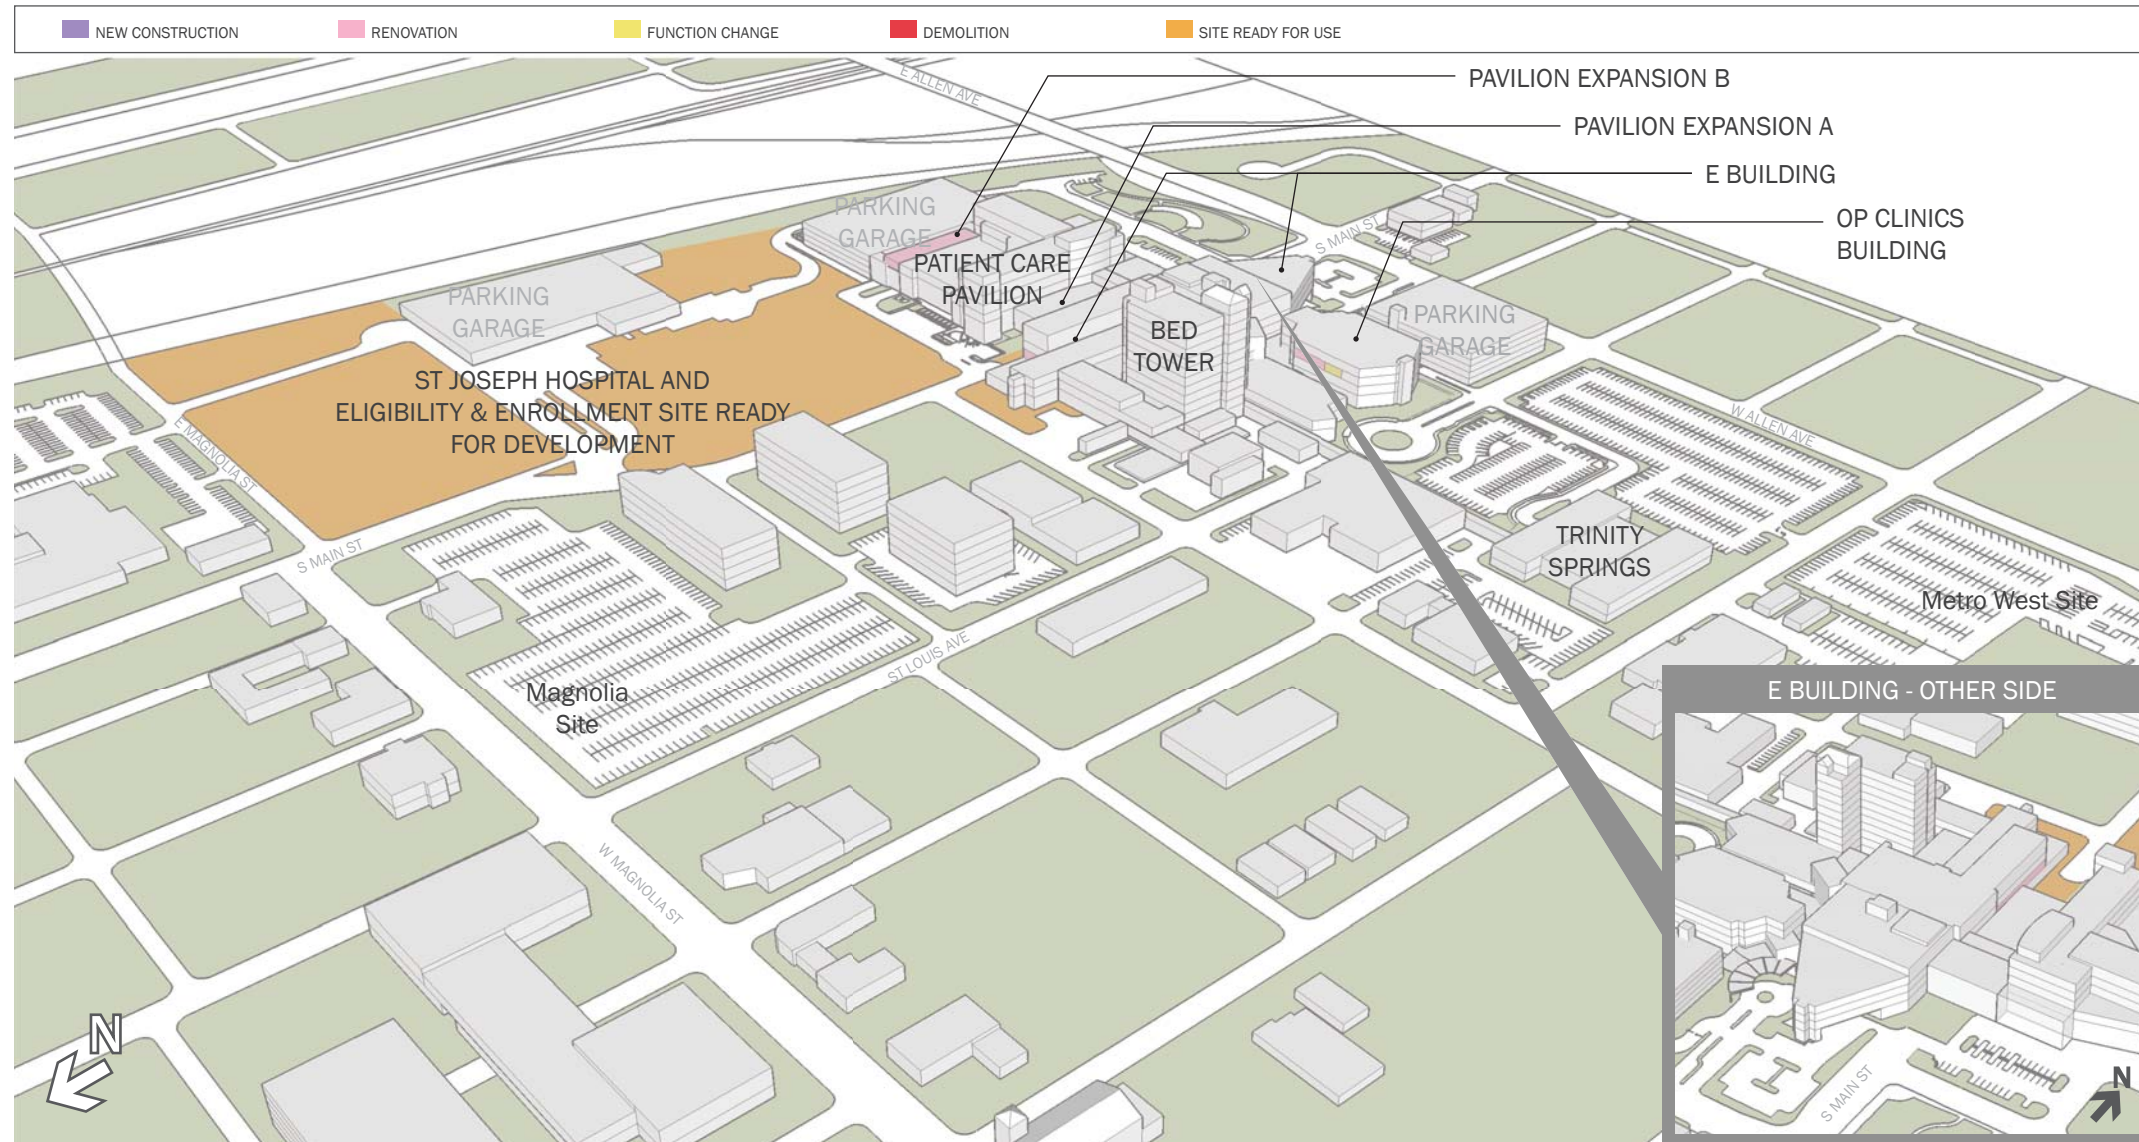 NEW CONSTRUCTION
RENOVATION
FUNCTION CHANGE
DEMOLITION
SITE READY FOR USE
E ALLEN AVE
PAVILION EXPANSION B
PAVILION EXPANSION A
E BUILDING
OP CLINICS
BUILDING
S MAIN ST
PARKING
GARAGE
PATIENT CARE
PAVILION
PARKING
GARAGE
BED
TOWER
PARKING
GARAGE
ST JOSEPH HOSPITAL AND
ELIGIBILITY & ENROLLMENT SITE READY
FOR DEVELOPMENT
E MAGNOLIA ST
W ALLEN AVE
S MAIN ST
TRINITY
SPRINGS
Metro West Site
ST LOUIS AVE
Magnolia
Site
E BUILDING - OTHER SIDE
W MAGNOLIA ST
N
S MAIN ST
N